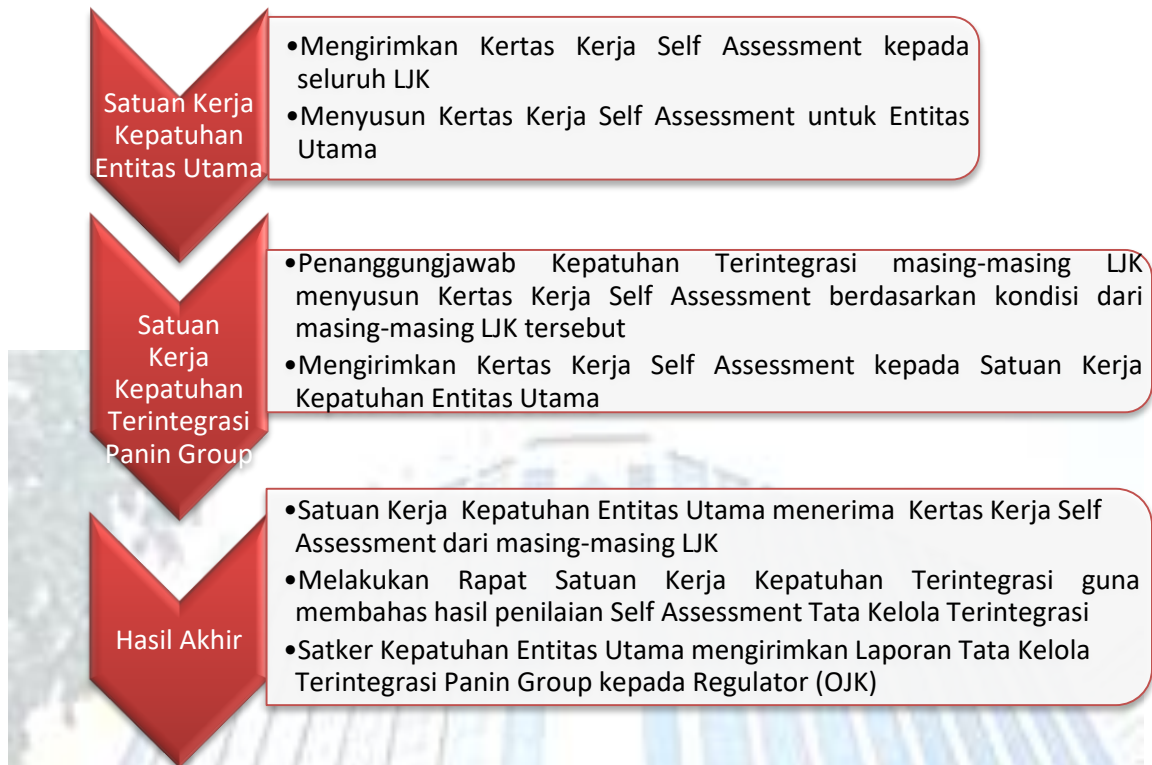 Satuan Kerja
Kepatuhan
Entitas Utama
•Mengirimkan Kertas Kerja Self Assessment kepada
seluruh LJK
•Menyusun Kertas Kerja Self Assessment untuk Entitas
Utama
Satuan
Kerja
Kepatuhan
Terintegrasi
Panin Group
•Penanggungjawab Kepatuhan Terintegrasi masing-masing LJK
menyusun Kertas Kerja Self Assessment berdasarkan kondisi dari
masing-masing LJK tersebut
•Mengirimkan Kertas Kerja Self Assessment kepada Satuan Kerja
Kepatuhan Entitas Utama
Hasil Akhir
•Satuan Kerja Kepatuhan Entitas Utama menerima Kertas Kerja Self
Assessment dari masing-masing LJK
•Melakukan Rapat Satuan Kerja Kepatuhan Terintegrasi guna
membahas hasil penilaian Self Assessment Tata Kelola Terintegrasi
•Satker Kepatuhan Entitas Utama mengirimkan Laporan Tata Kelola
Terintegrasi Panin Group kepada Regulator (OJK)